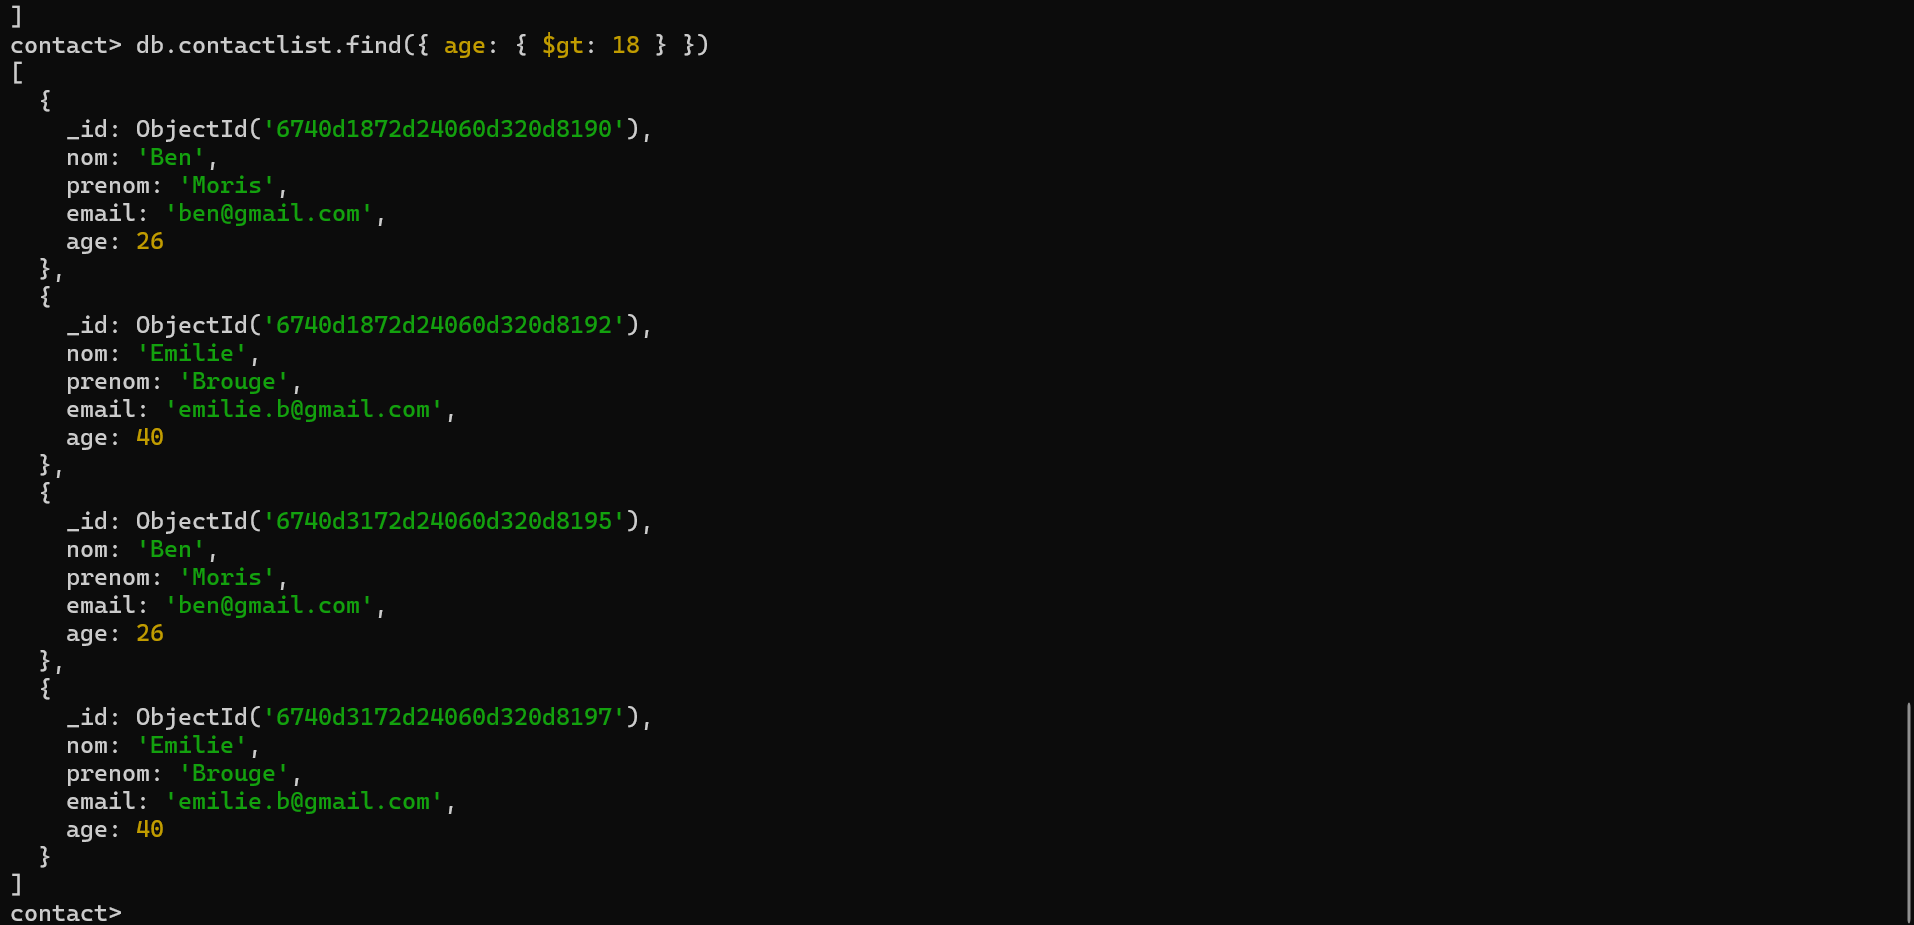 ]
contact> db.contactlist.find({ age: { $gt: 18 } })
[
  {
    _id: ObjectId('6740d1872d24060d320d8190'),
    nom: 'Ben',
    prenom: 'Moris',
    email: 'ben@gmail.com',
    age: 26
  },
  {
    _id: ObjectId('6740d1872d24060d320d8192'),
    nom: 'Emilie',
    prenom: 'Brouge',
    email: 'emilie.b@gmail.com',
    age: 40
  },
  {
    _id: ObjectId('6740d3172d24060d320d8195'),
    nom: 'Ben',
    prenom: 'Moris',
    email: 'ben@gmail.com',
    age: 26
  },
  {
    _id: ObjectId('6740d3172d24060d320d8197'),
    nom: 'Emilie',
    prenom: 'Brouge',
    email: 'emilie.b@gmail.com',
    age: 40
  }
]
contact>